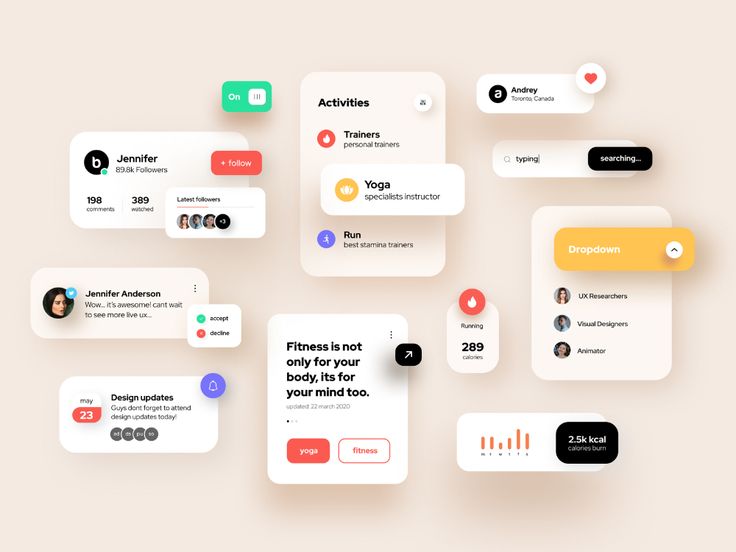 On
b
Jennifer
89.8k Followers
+ follow
198
comments
389
watched
Latest followers
+3
Jennifer Anderson
Wow... it's awesome! cant wait
to see more live ux...
accept
decline
may
23
Design updates
Guys dont forget to attend
design updates today!
Activities
Trainers
personal trainers
Yoga
specialists instructor
Run
best stamina trainers
Fitness is not
only for your
body, its for
your mind too.
updated: 22 march 2020
yoga
fitness
a
Andrey
Toronto, Canada
typing
searching...
Dropdown
UX Researchers
Visual Designers
Animator
Running
289
calories
2.5k kcal
calories burn